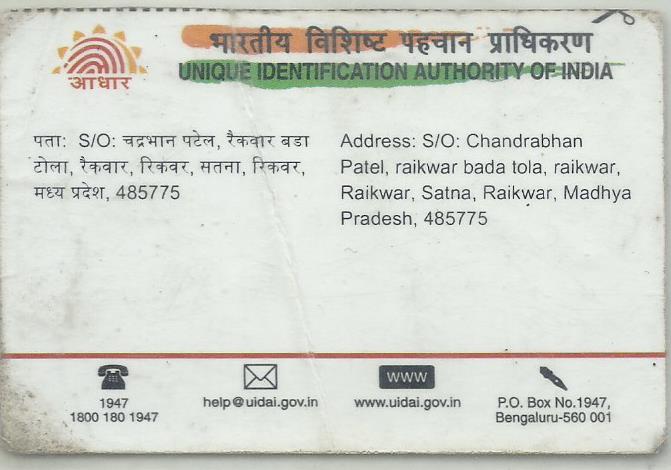 आधार
भारतीय विशिष्ट पहचान प्राधिकरण
UNIQUE IDENTIFICATION AUTHORITY OF INDIA
पता: S/O: चद्रभान पटेल, रैकवार बडा
टोला, रैकवार, रिकवर, सतना, रिकवर,
मध्य प्रदेश, 485775
Address: S/O: Chandrabhan
Patel, raikwar bada tola, raikwar,
Raikwar, Satna, Raikwar, Madhya
Pradesh, 485775
1947
1800 180 1947
help@uidai.gov.in
www
www.uidai.gov.in
P.O. Box No.1947,
Bengaluru-560 001